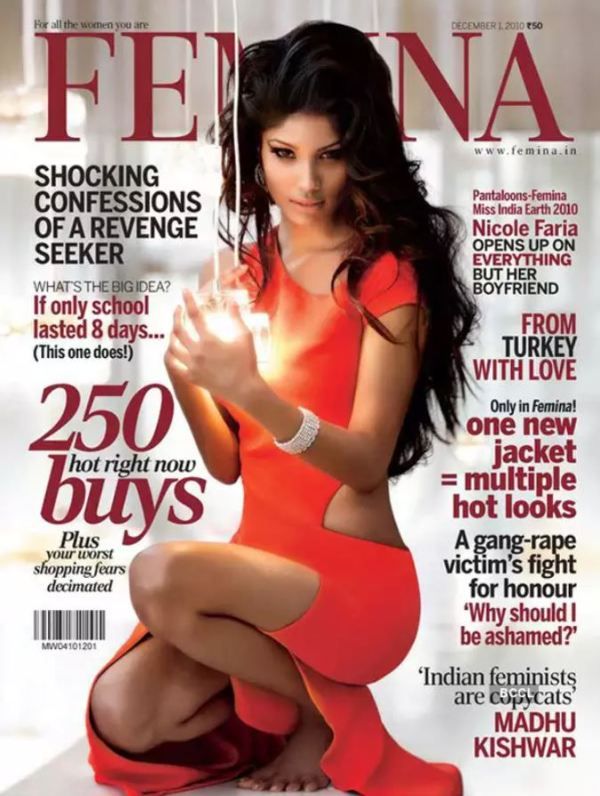 For all the women you are
DECEMBER 1, 2010 ₹50
FEMINA
www.femina.in
SHOCKING
CONFESSIONS
OF A REVENGE
SEEKER
WHAT'S THE BIG IDEA?
If only school
lasted 8 days...
(This one does!)
250
hot right now
buys
Plus
your worst
shopping fears
decimated
MW04101201
Pantaloons-Femina
Miss India Earth 2010
Nicole Faria
OPENS UP ON
EVERYTHING
BUT HER
BOYFRIEND
FROM
TURKEY
WITH LOVE
Only in Femina!
one new
jacket
= multiple
hot looks
A gang-rape
victim's fight
for honour
'Why should I
be ashamed?'
'Indian feminists
are copycats'
BCCL
MADHU
KISHWAR